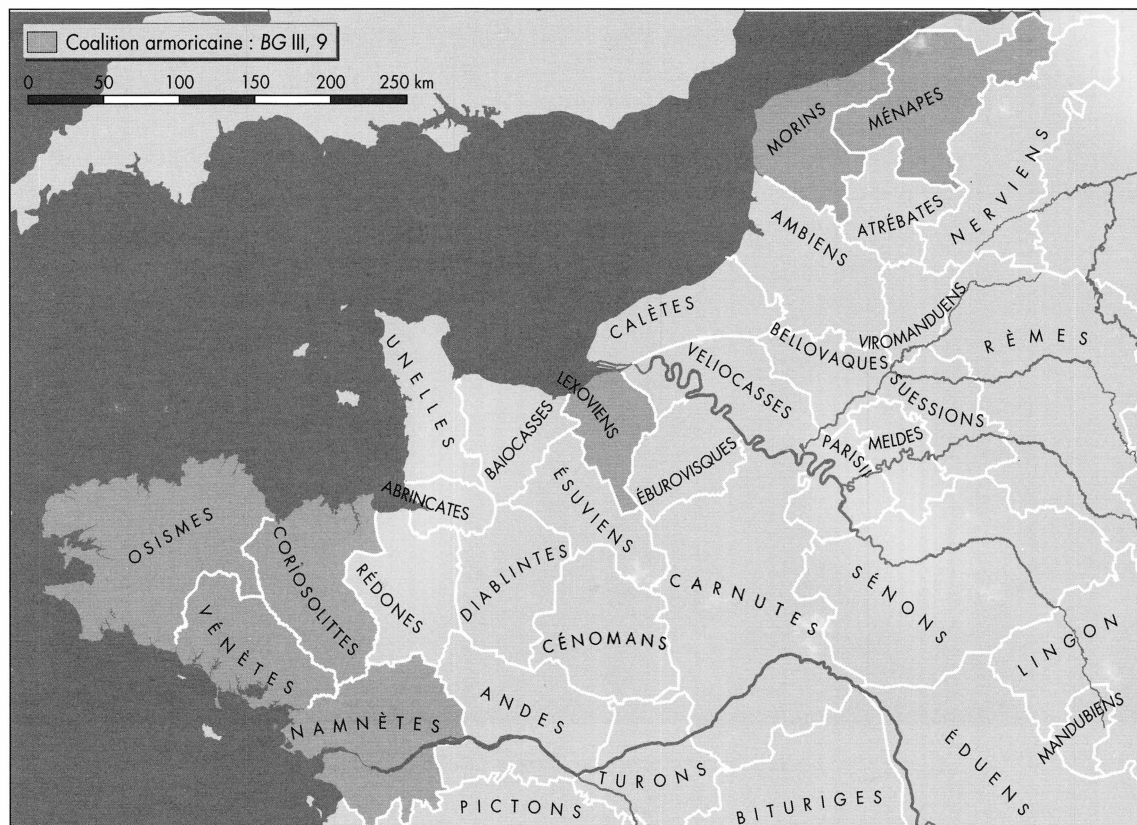 Coalition armoricaine : BG III, 9
0 50 100 150 200 250 km
MORINS
MÉNAPES
NERVIENS
ATRÉBATES
AMBIENS
CALÈTES
VIROMANDUENS
BELLOVAQUES
RÈMES
UNELLES
VELIOCASSES
LEXOVIENS
SUESSIONS
BAIOCASSES
PARISII
MELDES
ÉBUROVISQUES
ABRINCATES
ÉSUVIENS
OSISMES
CORIOSOLITTES
RÉDONES
DIABLINTES
CARNUTES
SÉNONS
VÉNÈTES
CÉNOMANS
LINGON
NAMNÈTES
ANDES
MANDUBIENS
ÉDUENS
TURONS
PICTONS
BITURIGES